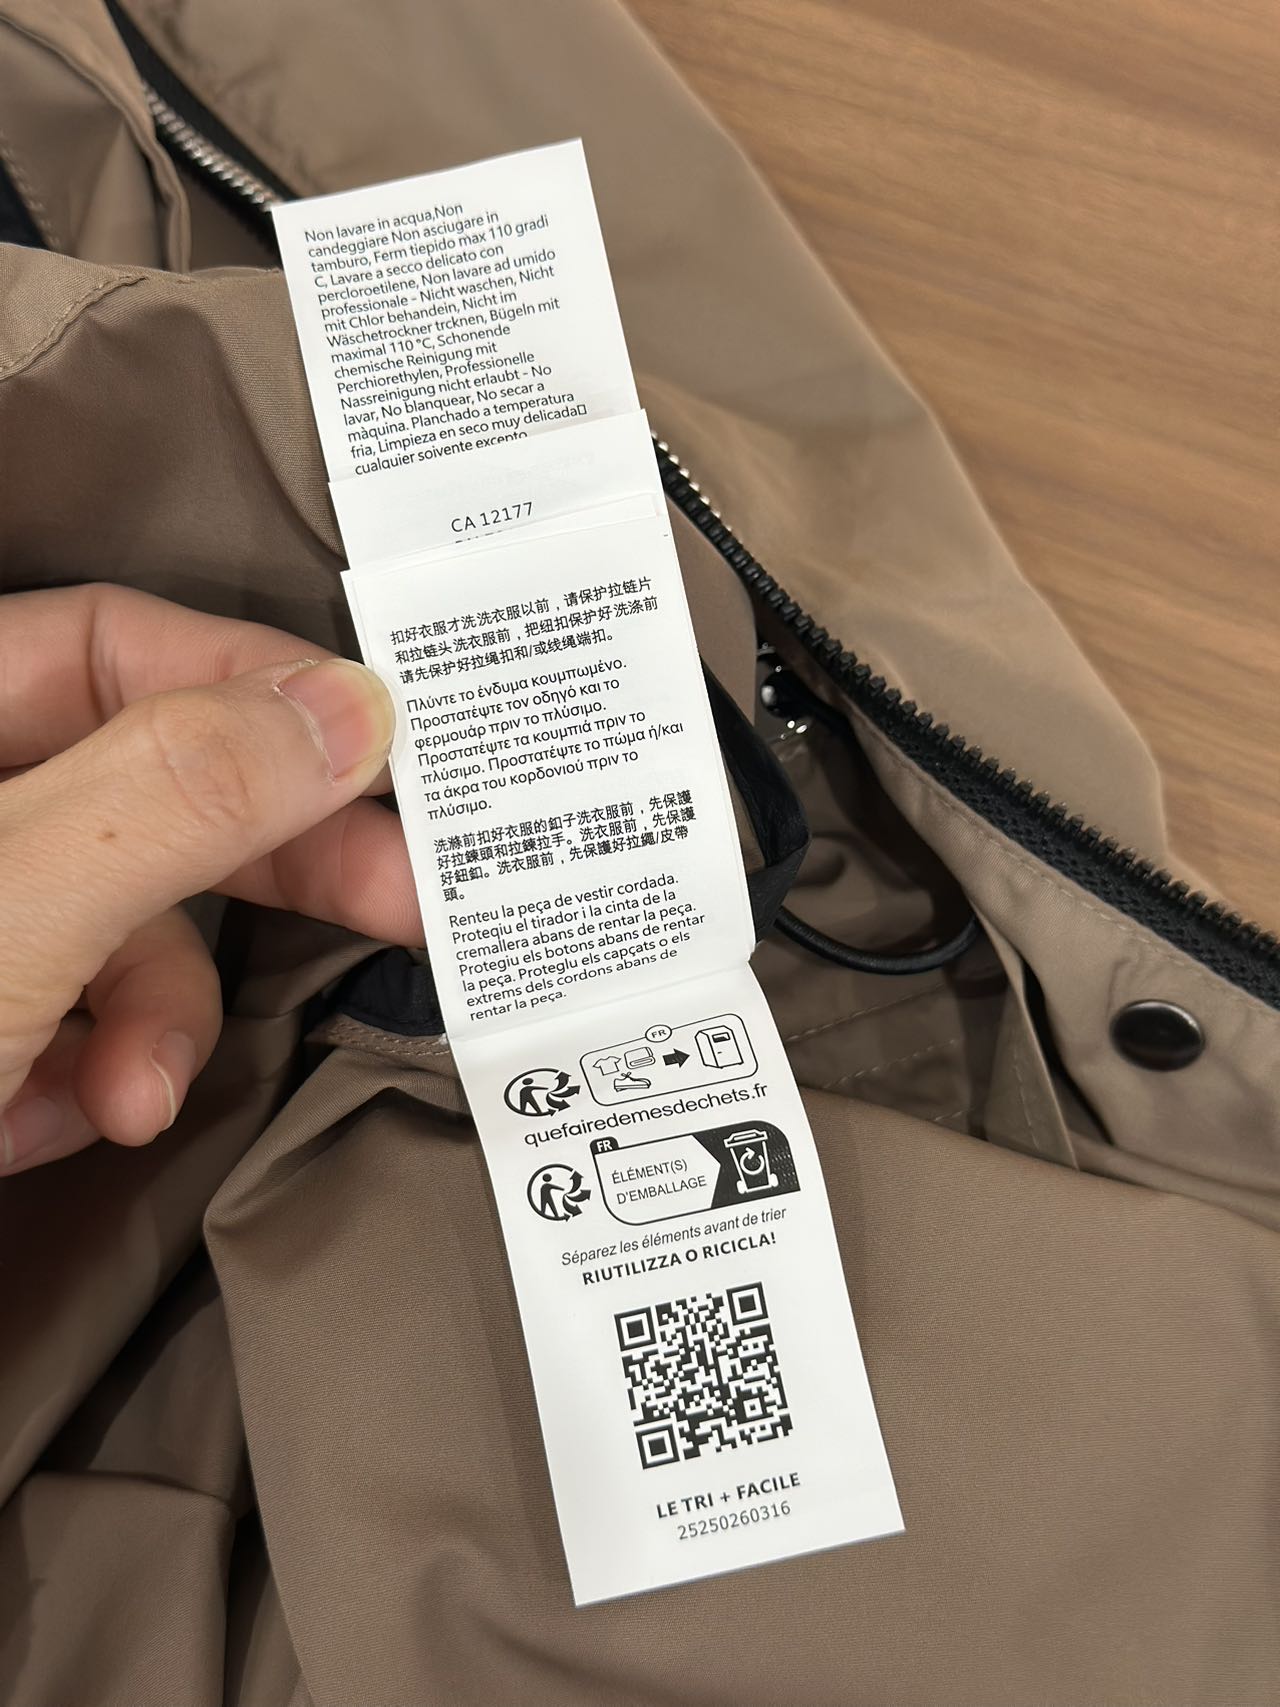 Non lavare in acqua,Non
candeggiare Non asciugare in
tamburo, Ferm tiepido max 110 gradi
C, Lavare a secco delicato con
percloroetilene, Non lavare ad umido
professionale - Nicht waschen, Nicht
mit Chlor behandein, Nicht im
Wäschetrockner trcknen, Bügeln mit
maximal 110 °C, Schonende
chemische Reinigung mit
Perchiorethylen, Professionelle
Nassreinigung nicht erlaubt - No
lavar, No blanquear, No secar a
màquina. Planchado a temperatura
fria, Limpieza en seco muy delicada▯
cualquier soivente excepto
CA 12177
扣好衣服才洗洗衣服以前，请保护拉链片
和拉链头洗衣服前，把纽扣保护好洗涤前
请先保护好拉绳扣和/或线绳端扣。
Πλύντε το ένδυμα κουμπωμένο.
Προστατέψτε τον οδηγό και το
φερμουάρ πριν το πλύσιμο.
Προστατέψτε τα κουμπιά πριν το
πλύσιμο. Προστατέψτε το πώμα ή/και
τα άκρα του κορδονιού πριν το
πλύσιμο.
洗滌前扣好衣服的釦子洗衣服前，先保護
好拉鍊頭和拉鍊拉手。洗衣服前，先保護
好鈕釦。洗衣服前，先保護好拉繩/皮帶
頭。
Renteu la peça de vestir cordada.
Proteqiu el tirador i la cinta de la
cremallera abans de rentar la peça.
Protegiu els botons abans de rentar
la peça. Proteglu els capçats o els
extrems dels cordons abans de
rentar la peça.
FR
quefairedemesdechets.fr
FR
ÉLÉMENT(S)
D'EMBALLAGE
Séparez les éléments avant de trier
RIUTILIZZA O RICICLA!
LE TRI + FACILE
25250260316